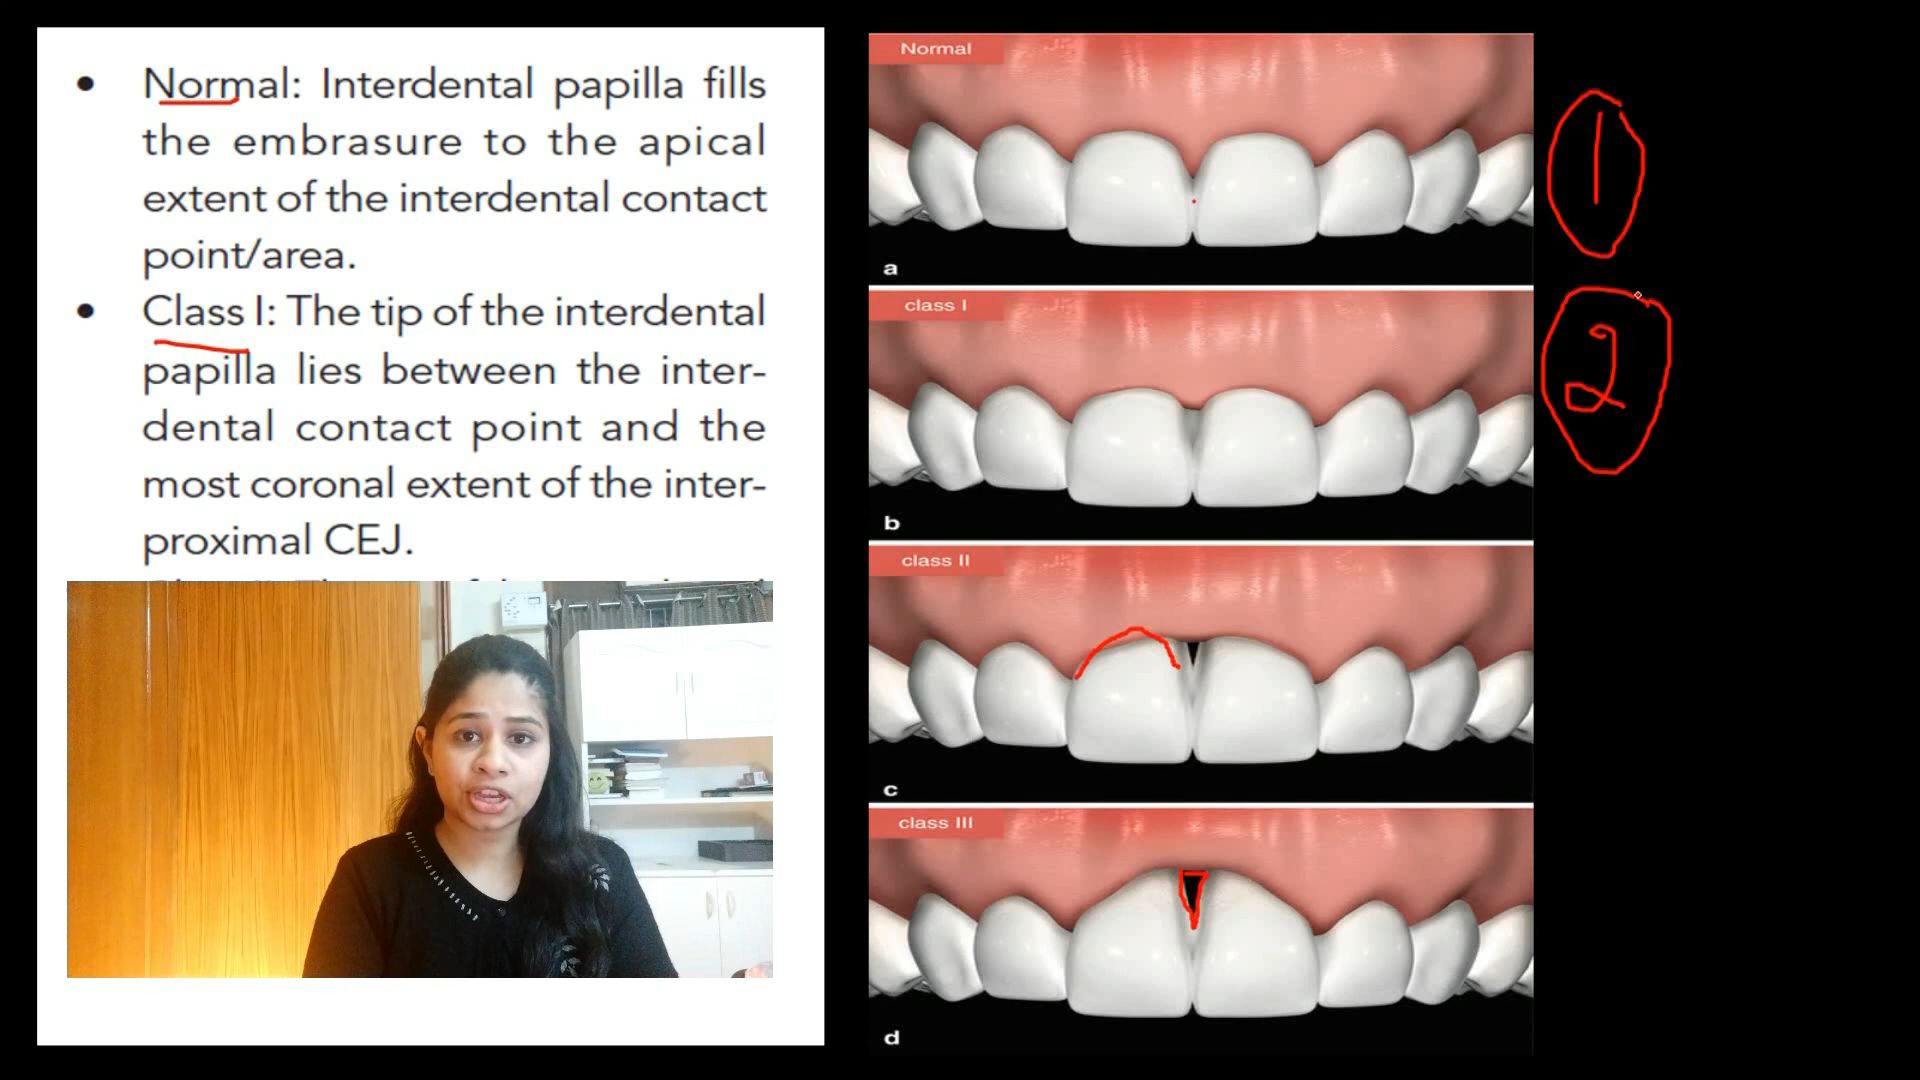 • Normal: Interdental papilla fills
the embrasure to the apical
extent of the interdental contact
point/area.
• Class I: The tip of the interdental
papilla lies between the inter-
dental contact point and the
most coronal extent of the inter-
proximal CEJ.
Normal
a
class I
b
class II
c
class III
d
1
2